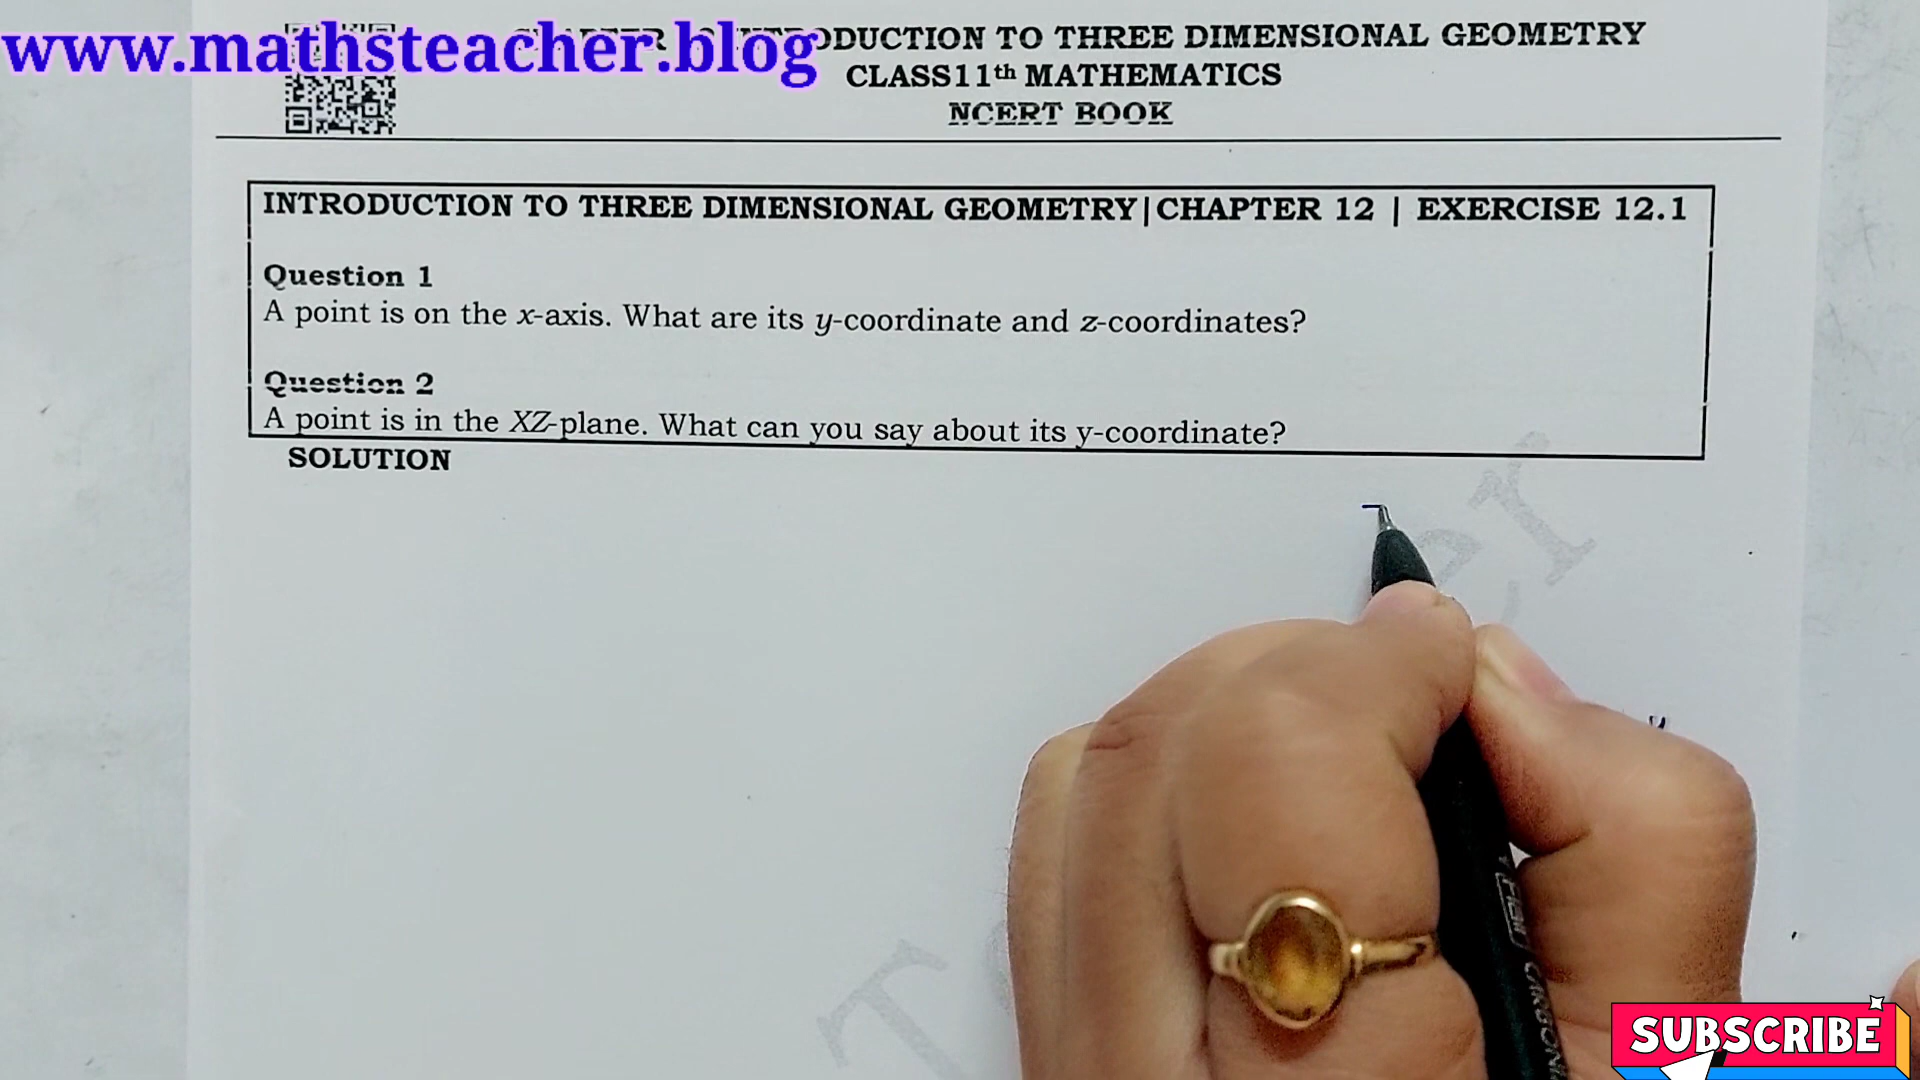 www.mathsteacher.blog
INTRODUCTION TO THREE DIMENSIONAL GEOMETRY
CLASS11th MATHEMATICS
NCERT BOOK
INTRODUCTION TO THREE DIMENSIONAL GEOMETRY|CHAPTER 12 | EXERCISE 12.1
Question 1
A point is on the x-axis. What are its y-coordinate and z-coordinates?
Question 2
A point is in the XZ-plane. What can you say about its y-coordinate?
SOLUTION
SUBSCRIBE